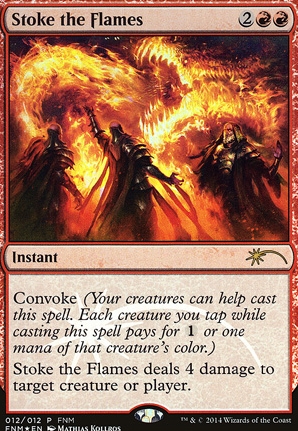 Stoke the Flames 2
Instant
Convoke (Your creatures can help cast
this spell. Each creature you tap while
casting this spell pays for 1 or one
mana of that creature's color.)
Stoke the Flames deals 4 damage to
target creature or player.
012/012 P FNM
FNM★EN Mathias Kollros
™ & © 2014 Wizards of the Coast